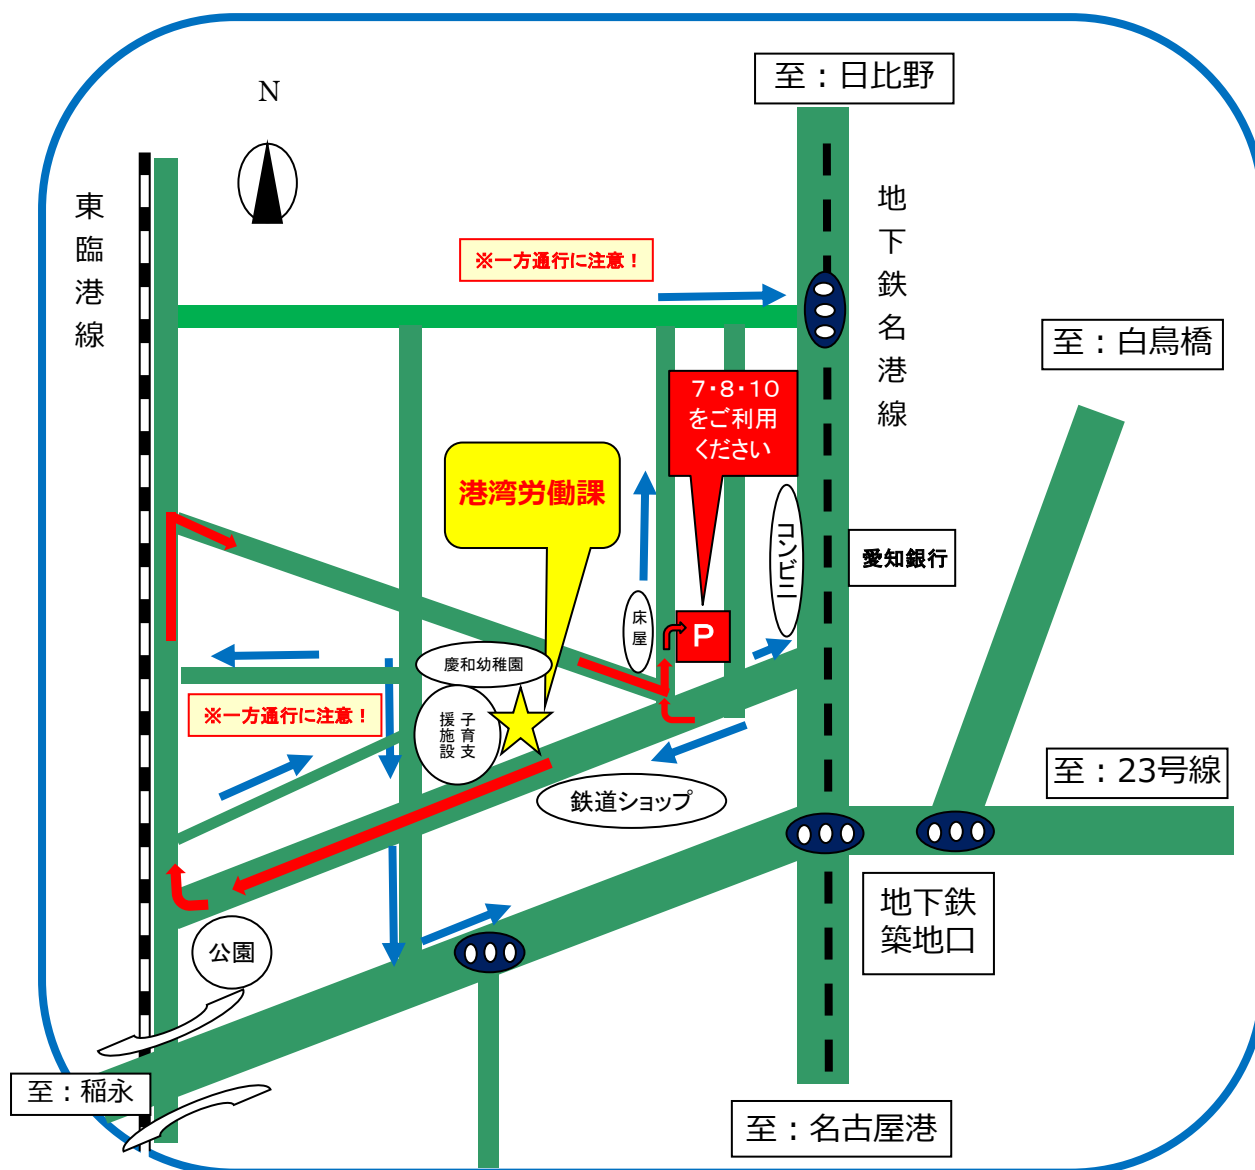 至：日比野
N
東臨港線
地下鉄名港線
※一方通行に注意！
至：白鳥橋
７・８・１０
をご利用
ください
港湾労働課
コンビニ
愛知銀行
床屋
P
慶和幼稚園
※一方通行に注意！
子育支
援施設
至：23号線
鉄道ショップ
地下鉄
築地口
公園
至：稲永
至：名古屋港